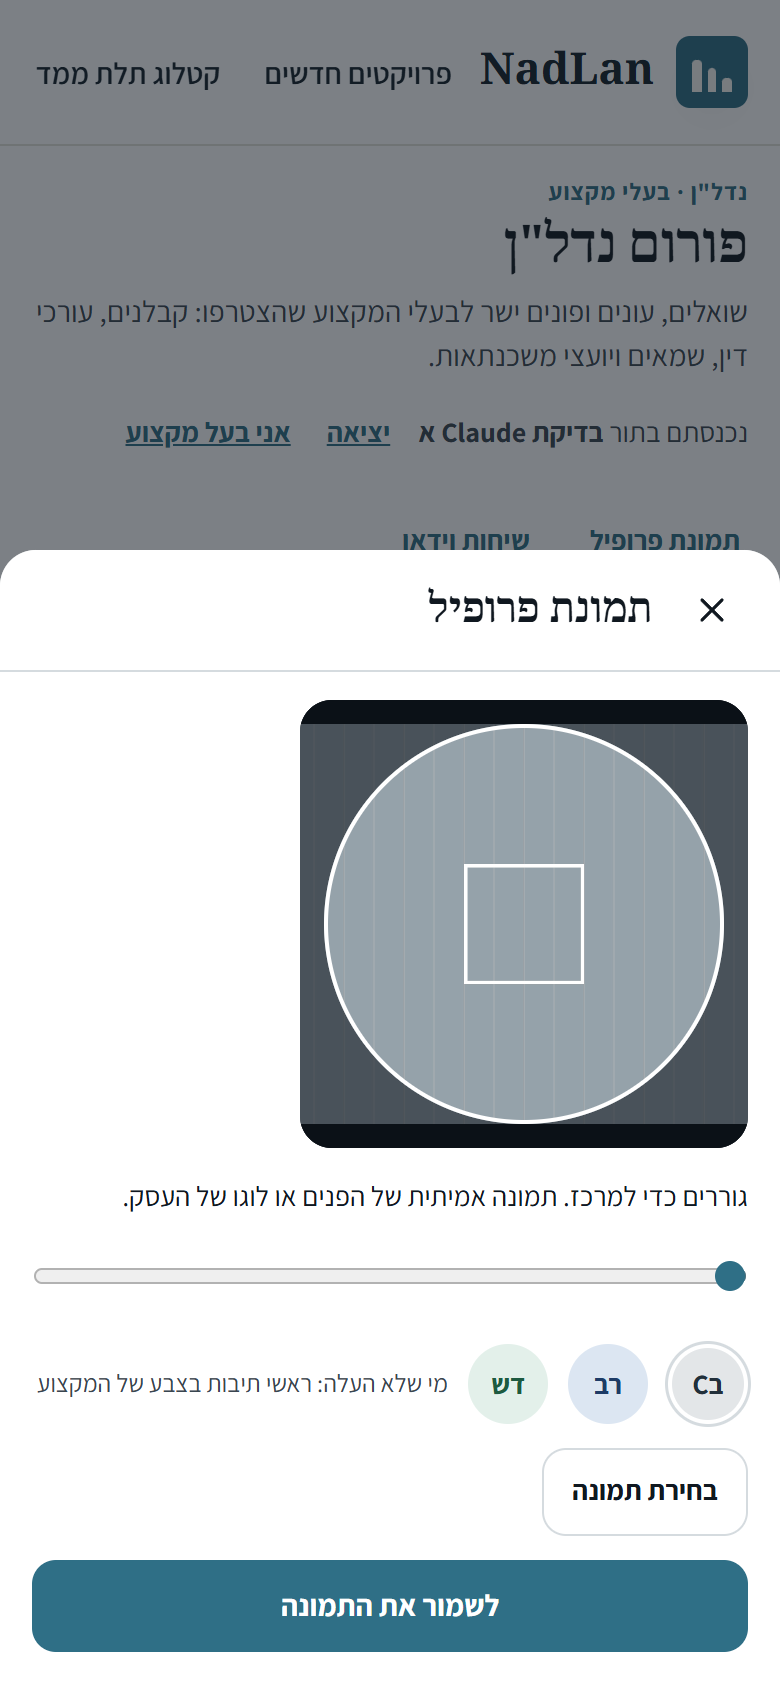 NadLan פרויקטים חדשים קטלוג תלת ממד
נדל"ן · בעלי מקצוע
פורום נדל"ן
שואלים, עונים ופונים ישר לבעלי המקצוע שהצטרפו: קבלנים, עורכי
דין, שמאים ויועצי משכנתאות.
נכנסתם בתור בדיקת Claude א יציאה אני בעל מקצוע
תמונת פרופיל שיחות וידאו
תמונת פרופיל
גוררים כדי למרכז. תמונה אמיתית של הפנים או לוגו של העסק.
בC רב דש מי שלא העלה: ראשי תיבות בצבע של המקצוע
בחירת תמונה
לשמור את התמונה